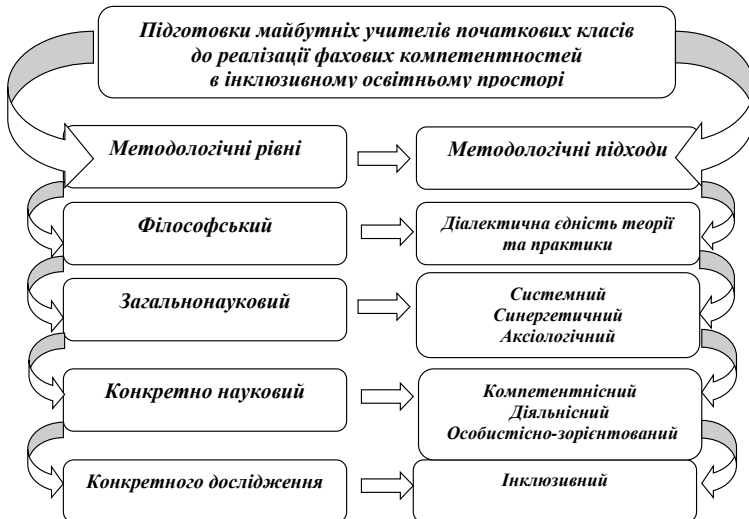 Підготовки майбутніх учителів початкових класів
до реалізації фахових компетентностей
в інклюзивному освітньому просторі
Методологічні рівні
Методологічні підходи
Філософський
Діалектична єдність теорії
та практики
Загальнонауковий
Системний
Синергетичний
Аксіологічний
Конкретно науковий
Компетентнісний
Діяльнісний
Особистісно-зорієнтований
Конкретного дослідження
Інклюзивний